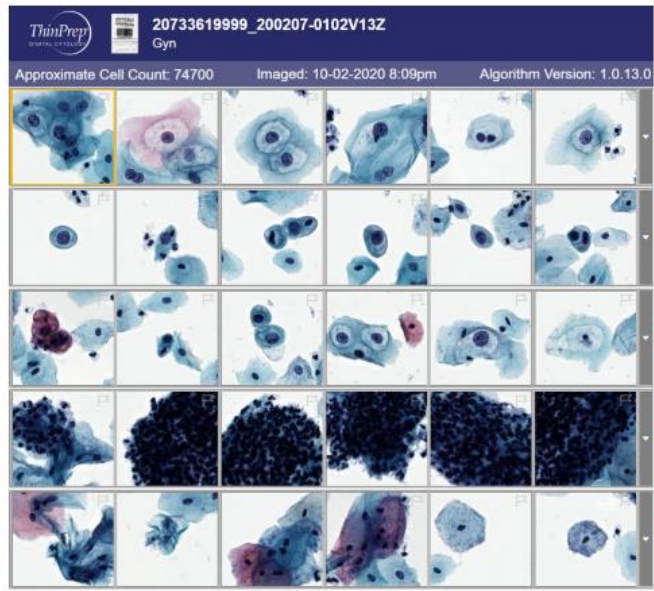 ThinPrep
DIGITAL CYTOLOGY
20733619999_200207-0102V13Z
Gyn
Approximate Cell Count: 74700 Imaged: 10-02-2020 8:09pm Algorithm Version: 1.0.13.0